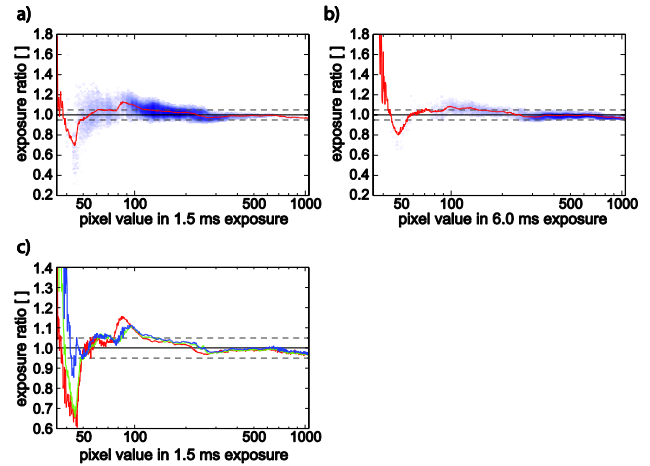 a)
1.8
1.6
1.4
1.2
1.0
0.8
0.6
0.4
0.2
exposure ratio [ ]
50 100 500 1000
pixel value in 1.5 ms exposure
b)
1.8
1.6
1.4
1.2
1.0
0.8
0.6
0.4
0.2
exposure ratio [ ]
50 100 500 1000
pixel value in 6.0 ms exposure
c)
1.4
1.3
1.2
1.1
1.0
0.9
0.8
0.7
0.6
exposure ratio [ ]
50 100 500 1000
pixel value in 1.5 ms exposure